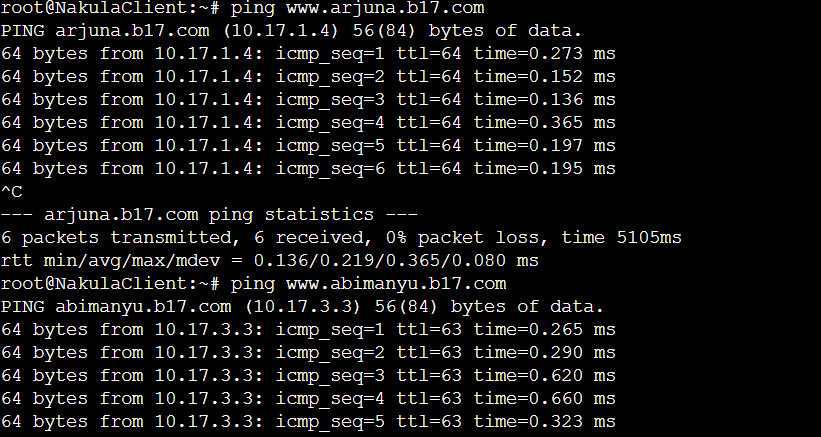 root@NakulaClient:~# ping www.arjuna.b17.com
PING arjuna.b17.com (10.17.1.4) 56(84) bytes of data.
64 bytes from 10.17.1.4: icmp_seq=1 ttl=64 time=0.273 ms
64 bytes from 10.17.1.4: icmp_seq=2 ttl=64 time=0.152 ms
64 bytes from 10.17.1.4: icmp_seq=3 ttl=64 time=0.136 ms
64 bytes from 10.17.1.4: icmp_seq=4 ttl=64 time=0.365 ms
64 bytes from 10.17.1.4: icmp_seq=5 ttl=64 time=0.197 ms
64 bytes from 10.17.1.4: icmp_seq=6 ttl=64 time=0.195 ms
^C
--- arjuna.b17.com ping statistics ---
6 packets transmitted, 6 received, 0% packet loss, time 5105ms
rtt min/avg/max/mdev = 0.136/0.219/0.365/0.080 ms
root@NakulaClient:~# ping www.abimanyu.b17.com
PING abimanyu.b17.com (10.17.3.3) 56(84) bytes of data.
64 bytes from 10.17.3.3: icmp_seq=1 ttl=63 time=0.265 ms
64 bytes from 10.17.3.3: icmp_seq=2 ttl=63 time=0.290 ms
64 bytes from 10.17.3.3: icmp_seq=3 ttl=63 time=0.620 ms
64 bytes from 10.17.3.3: icmp_seq=4 ttl=63 time=0.660 ms
64 bytes from 10.17.3.3: icmp_seq=5 ttl=63 time=0.323 ms